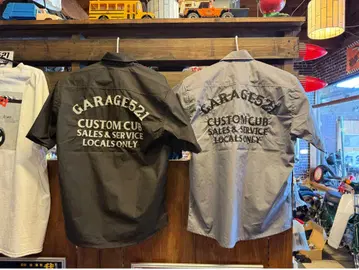 GARAGE521
CUSTOM CUB
SALES & SERVICE
LOCALS ONLY
GARAGE521
CUSTOM CUB
SALES & SERVICE
LOCALS ONLY